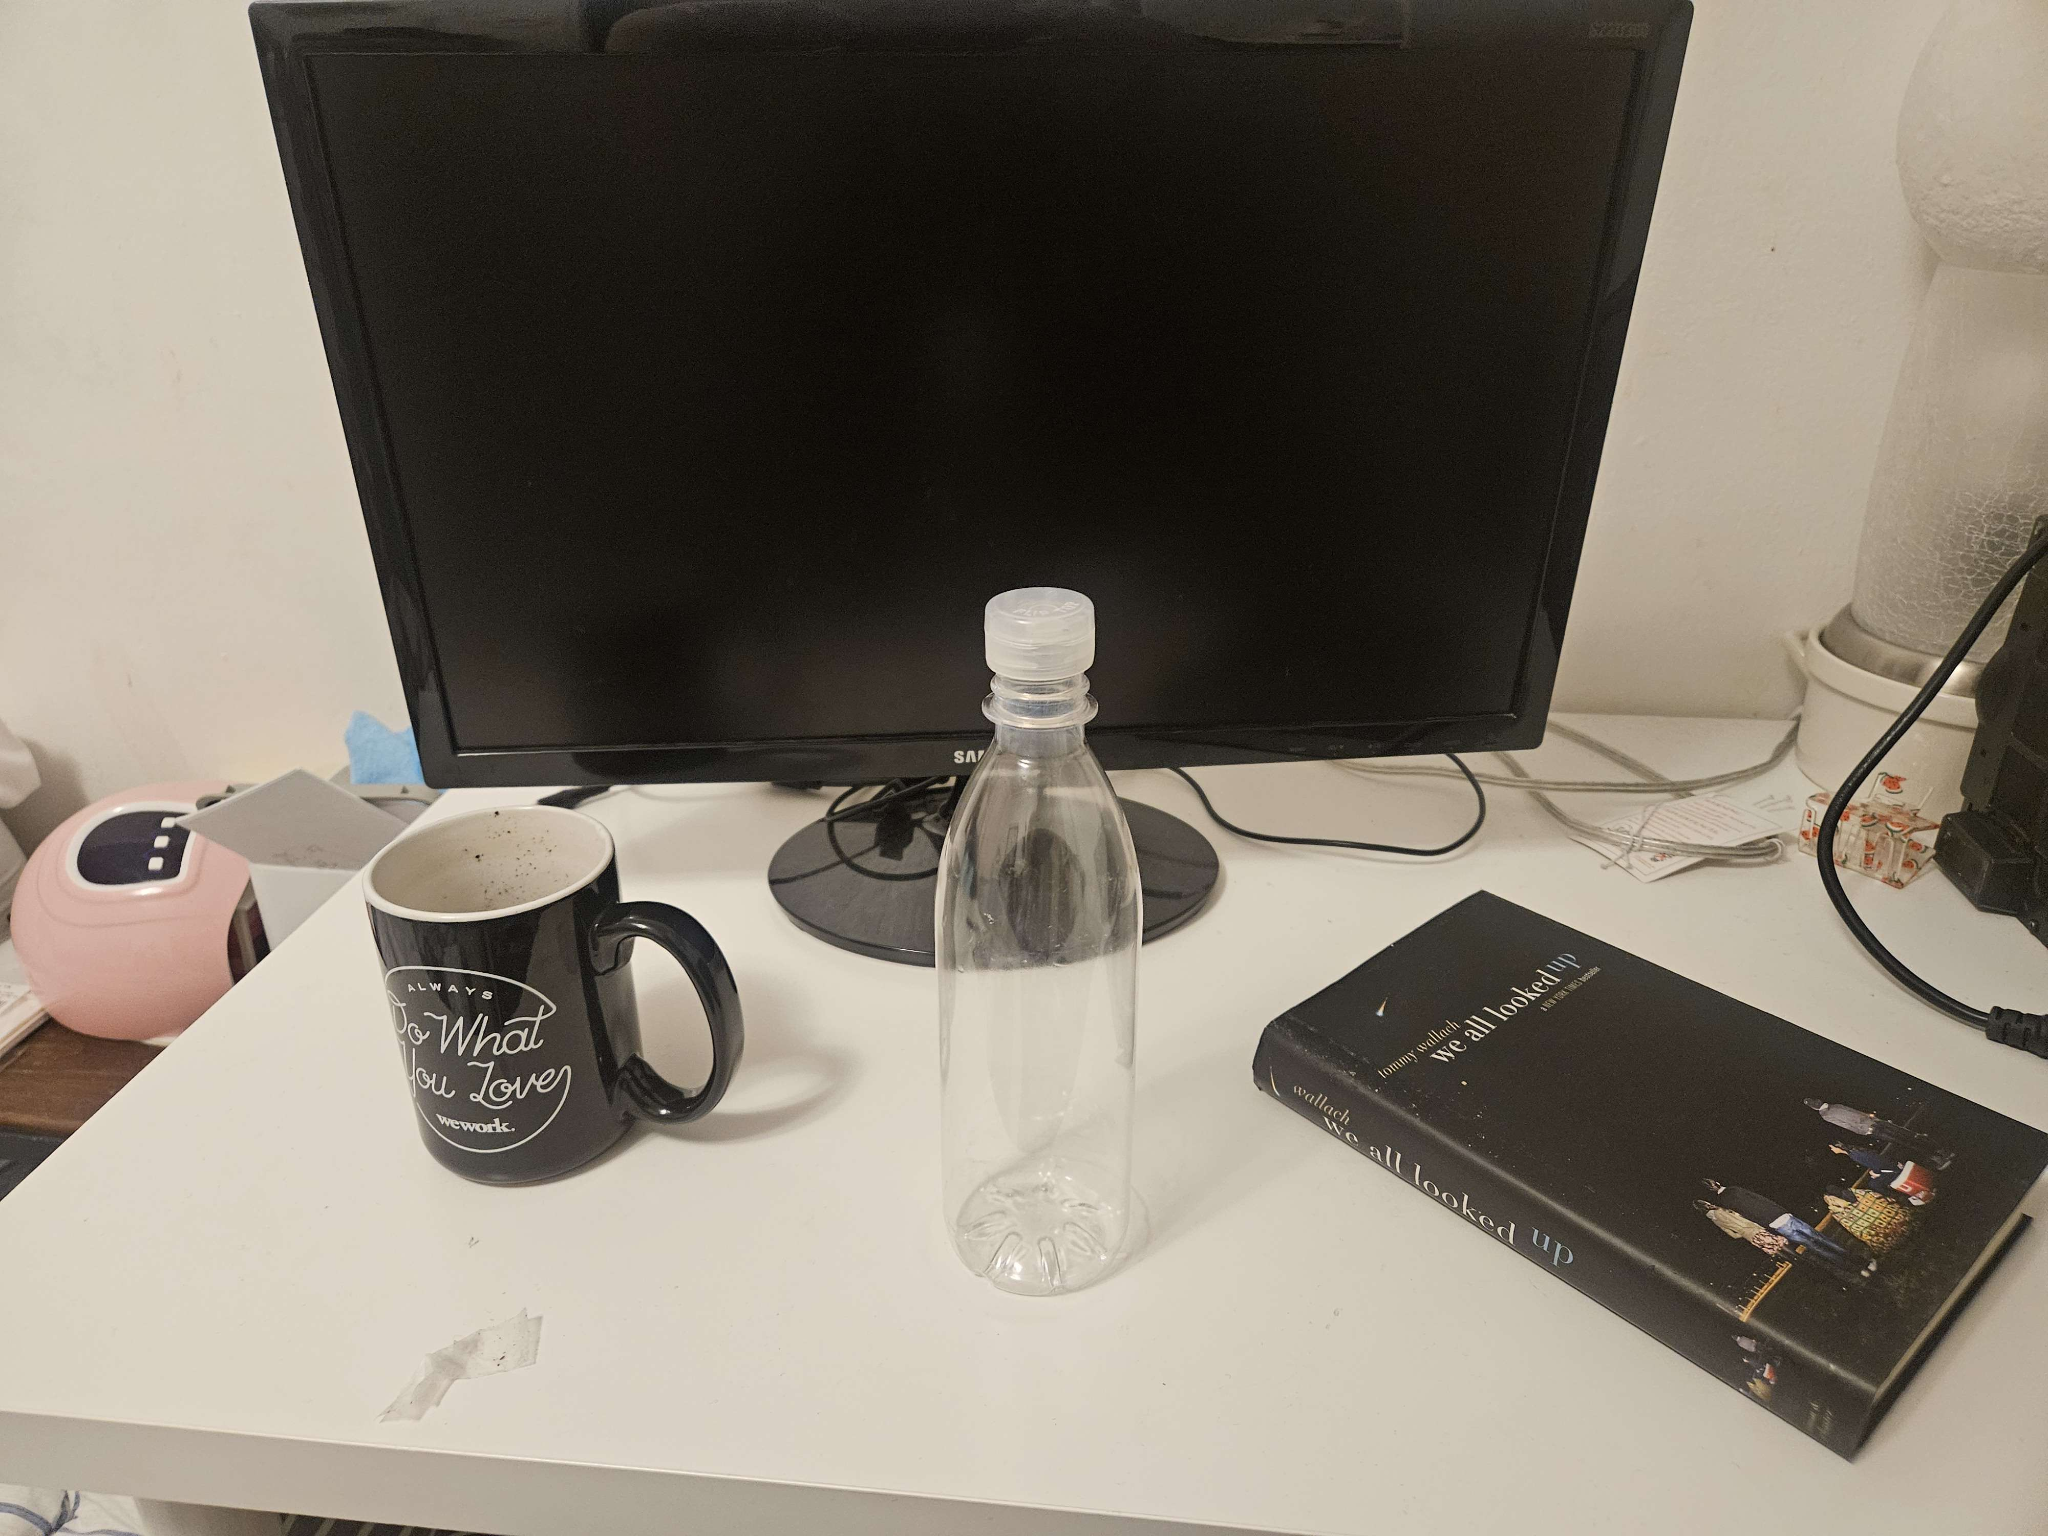 SAM
ALWAYS
Do What
You Love
wework.
tommy wallach
we all looked up
a NEW YORK TIMES bestseller
wallach
we all looked up